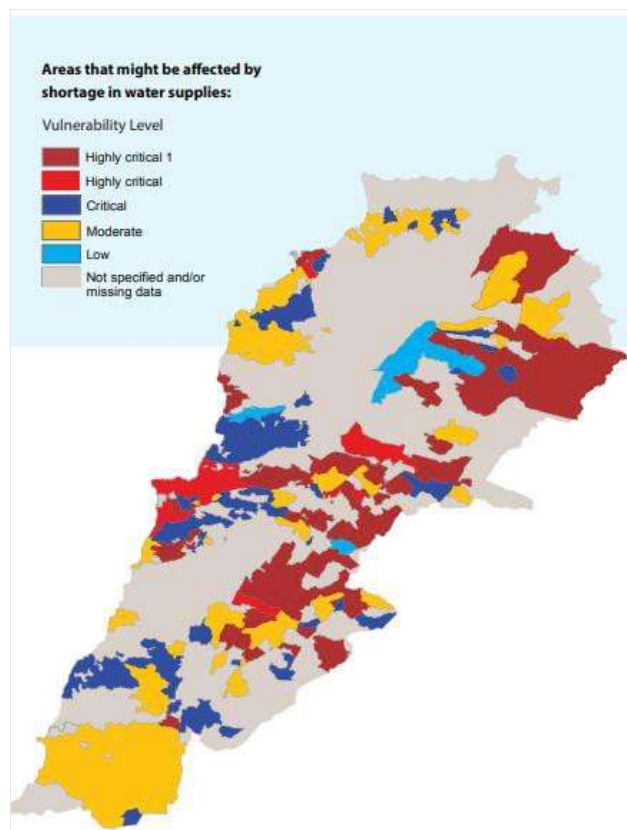 Areas that might be affected by
shortage in water supplies:
Vulnerability Level
Highly critical 1
Highly critical
Critical
Moderate
Low
Not specified and/or
missing data